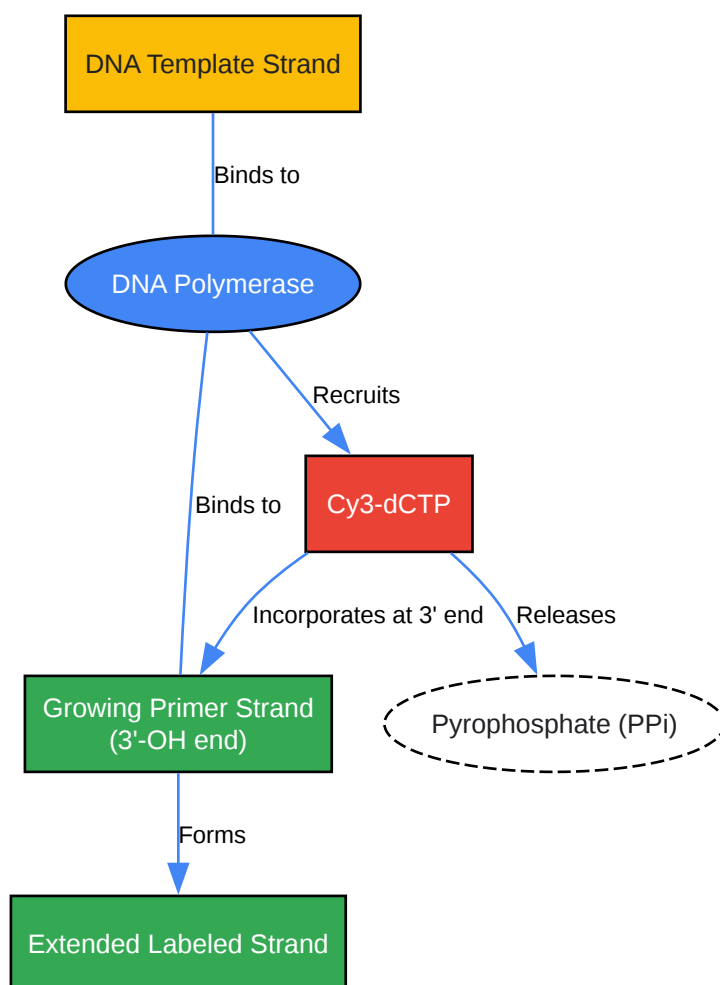 DNA Template Strand
Binds to
DNA Polymerase
Recruits
Cy3-dCTP
Binds to
Incorporates at 3' end
Releases
Growing Primer Strand
(3'-OH end)
Pyrophosphate (PPi)
Forms
Extended Labeled Strand